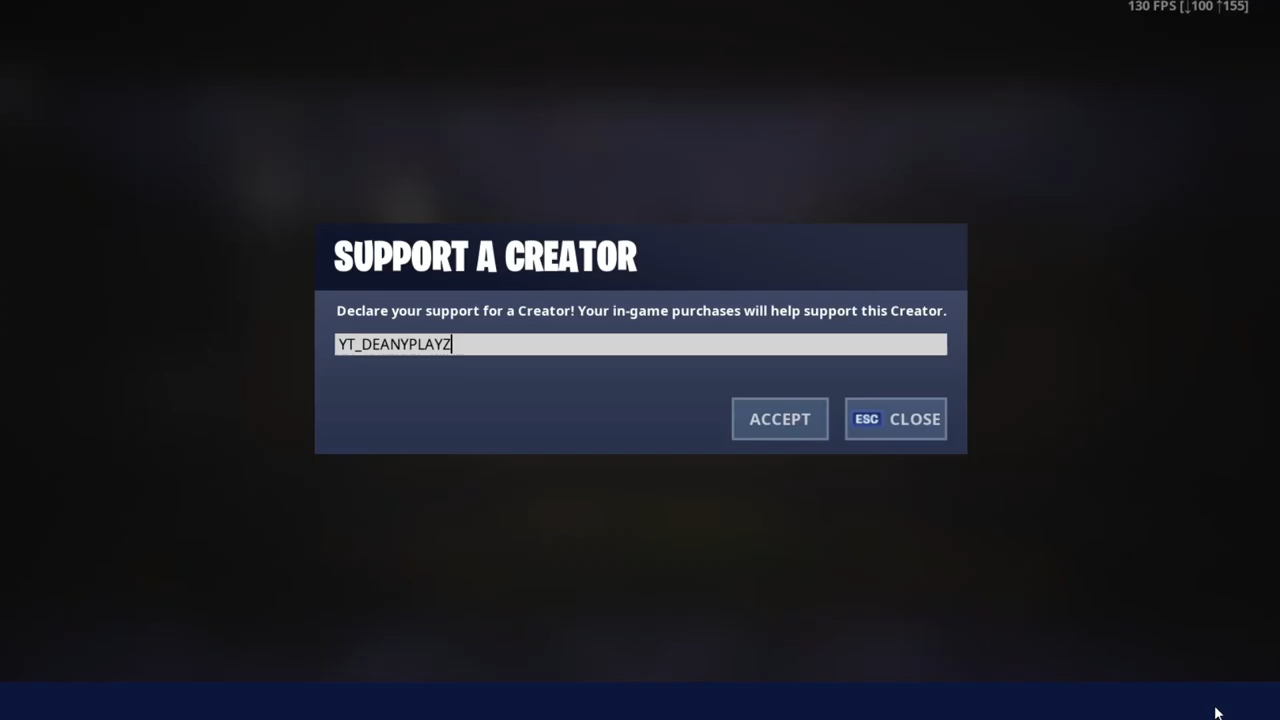 130 FPS [↓100 ↑155]
SUPPORT A CREATOR
Declare your support for a Creator! Your in-game purchases will help support this Creator.
YT_DEANYPLAYZ
ACCEPT
ESC CLOSE